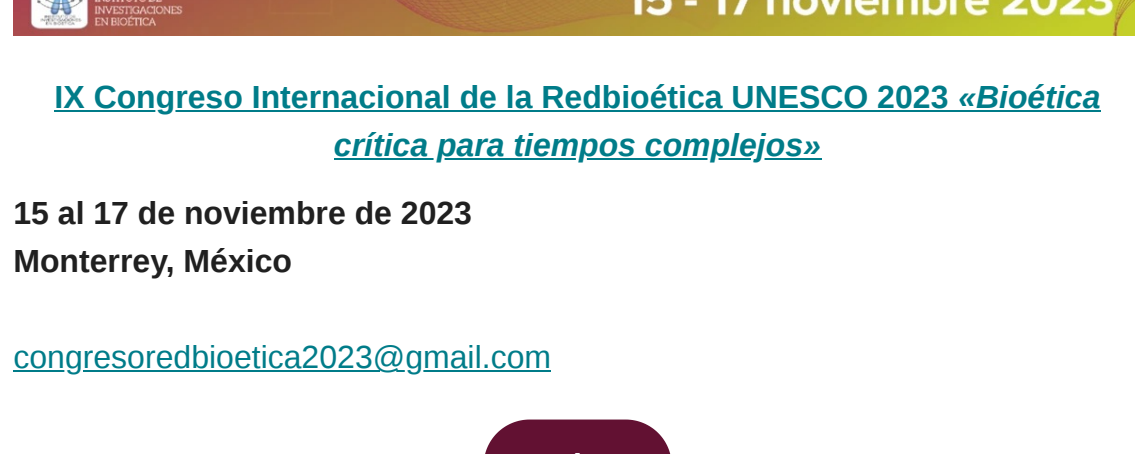 INVESTIGACIONES
EN BIOÉTICA
15 - 17 noviembre 2023
IX Congreso Internacional de la Redbioética UNESCO 2023 «Bioética
crítica para tiempos complejos»
15 al 17 de noviembre de 2023
Monterrey, México
congresoredbioetica2023@gmail.com